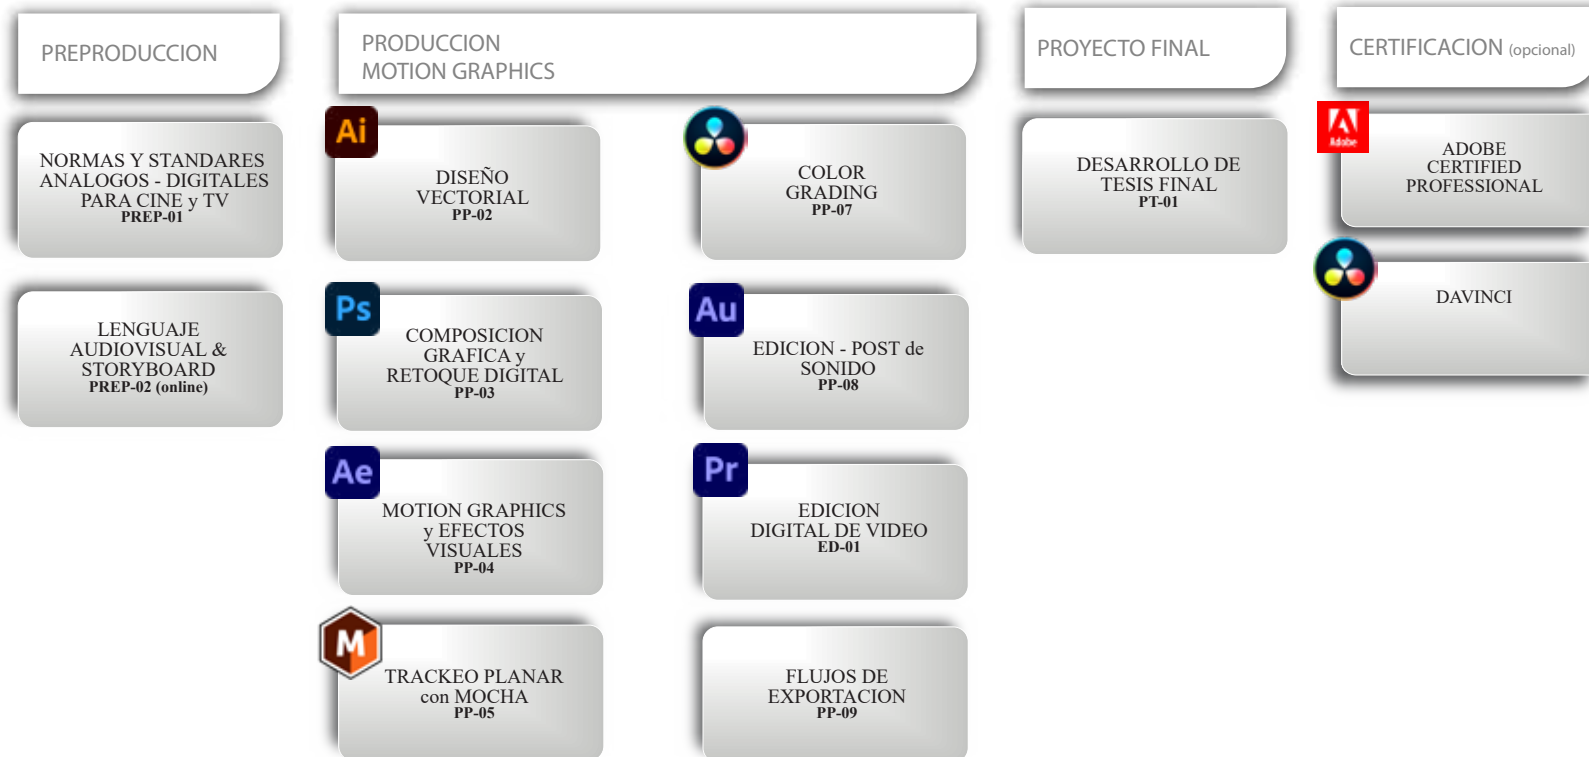 PREPRODUCCION
NORMAS Y STANDARES
ANALOGOS - DIGITALES
PARA CINE y TV
PREP-01
LENGUAJE
AUDIOVISUAL &
STORYBOARD
PREP-02 (online)
PRODUCCION
MOTION GRAPHICS
Ai
DISEÑO
VECTORIAL
PP-02
Ps
COMPOSICION
GRAFICA y
RETOQUE DIGITAL
PP-03
Ae
MOTION GRAPHICS
y EFECTOS
VISUALES
PP-04
M
TRACKEO PLANAR
con MOCHA
PP-05
COLOR
GRADING
PP-07
Au
EDICION - POST de
SONIDO
PP-08
Pr
EDICION
DIGITAL DE VIDEO
ED-01
FLUJOS DE
EXPORTACION
PP-09
PROYECTO FINAL
DESARROLLO DE
TESIS FINAL
PT-01
CERTIFICACION (opcional)
Adobe
ADOBE
CERTIFIED
PROFESSIONAL
DAVINCI